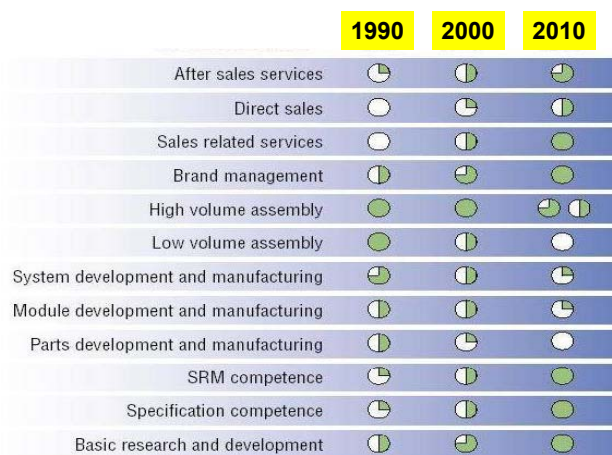 1990 2000 2010
After sales services
Direct sales
Sales related services
Brand management
High volume assembly
Low volume assembly
System development and manufacturing
Module development and manufacturing
Parts development and manufacturing
SRM competence
Specification competence
Basic research and development